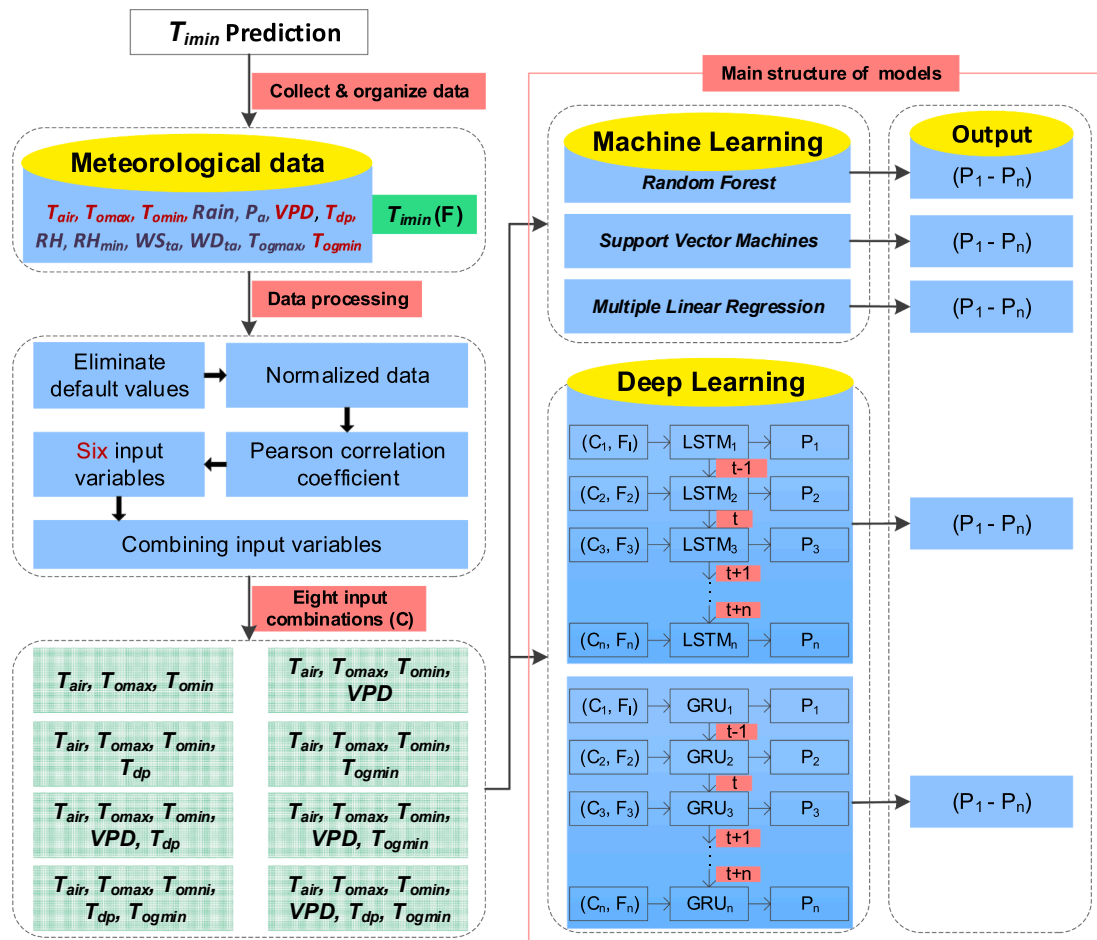 T_imin Prediction
Collect & organize data
Meteorological data
T_air, T_omax, T_omin, Rain, P_a, VPD, T_dp,
RH, RH_min, WS_ta, WD_ta, T_ogmax, T_ogmin
T_imin (F)
Data processing
Eliminate
default values
Normalized data
Six input
variables
Pearson correlation
coefficient
Combining input variables
Eight input
combinations (C)
T_air, T_omax, T_omin
T_air, T_omax, T_omin,
VPD
T_air, T_omax, T_omin,
T_dp
T_air, T_omax, T_omin,
T_ogmin
T_air, T_omax, T_omin,
VPD, T_dp
T_air, T_omax, T_omin,
VPD, T_ogmin
T_air, T_omax, T_omni,
T_dp, T_ogmin
T_air, T_omax, T_omin,
VPD, T_dp, T_ogmin
Main structure of models
Machine Learning
Random Forest
Support Vector Machines
Multiple Linear Regression
Deep Learning
(C_1, F_I) LSTM_1 P_1
t-1
(C_2, F_2) LSTM_2 P_2
t
(C_3, F_3) LSTM_3 P_3
t+1
t+n
(C_n, F_n) LSTM_n P_n
(C_1, F_I) GRU_1 P_1
t-1
(C_2, F_2) GRU_2 P_2
t
(C_3, F_3) GRU_3 P_3
t+1
t+n
(C_n, F_n) GRU_n P_n
Output
(P_1 - P_n)
(P_1 - P_n)
(P_1 - P_n)
(P_1 - P_n)
(P_1 - P_n)